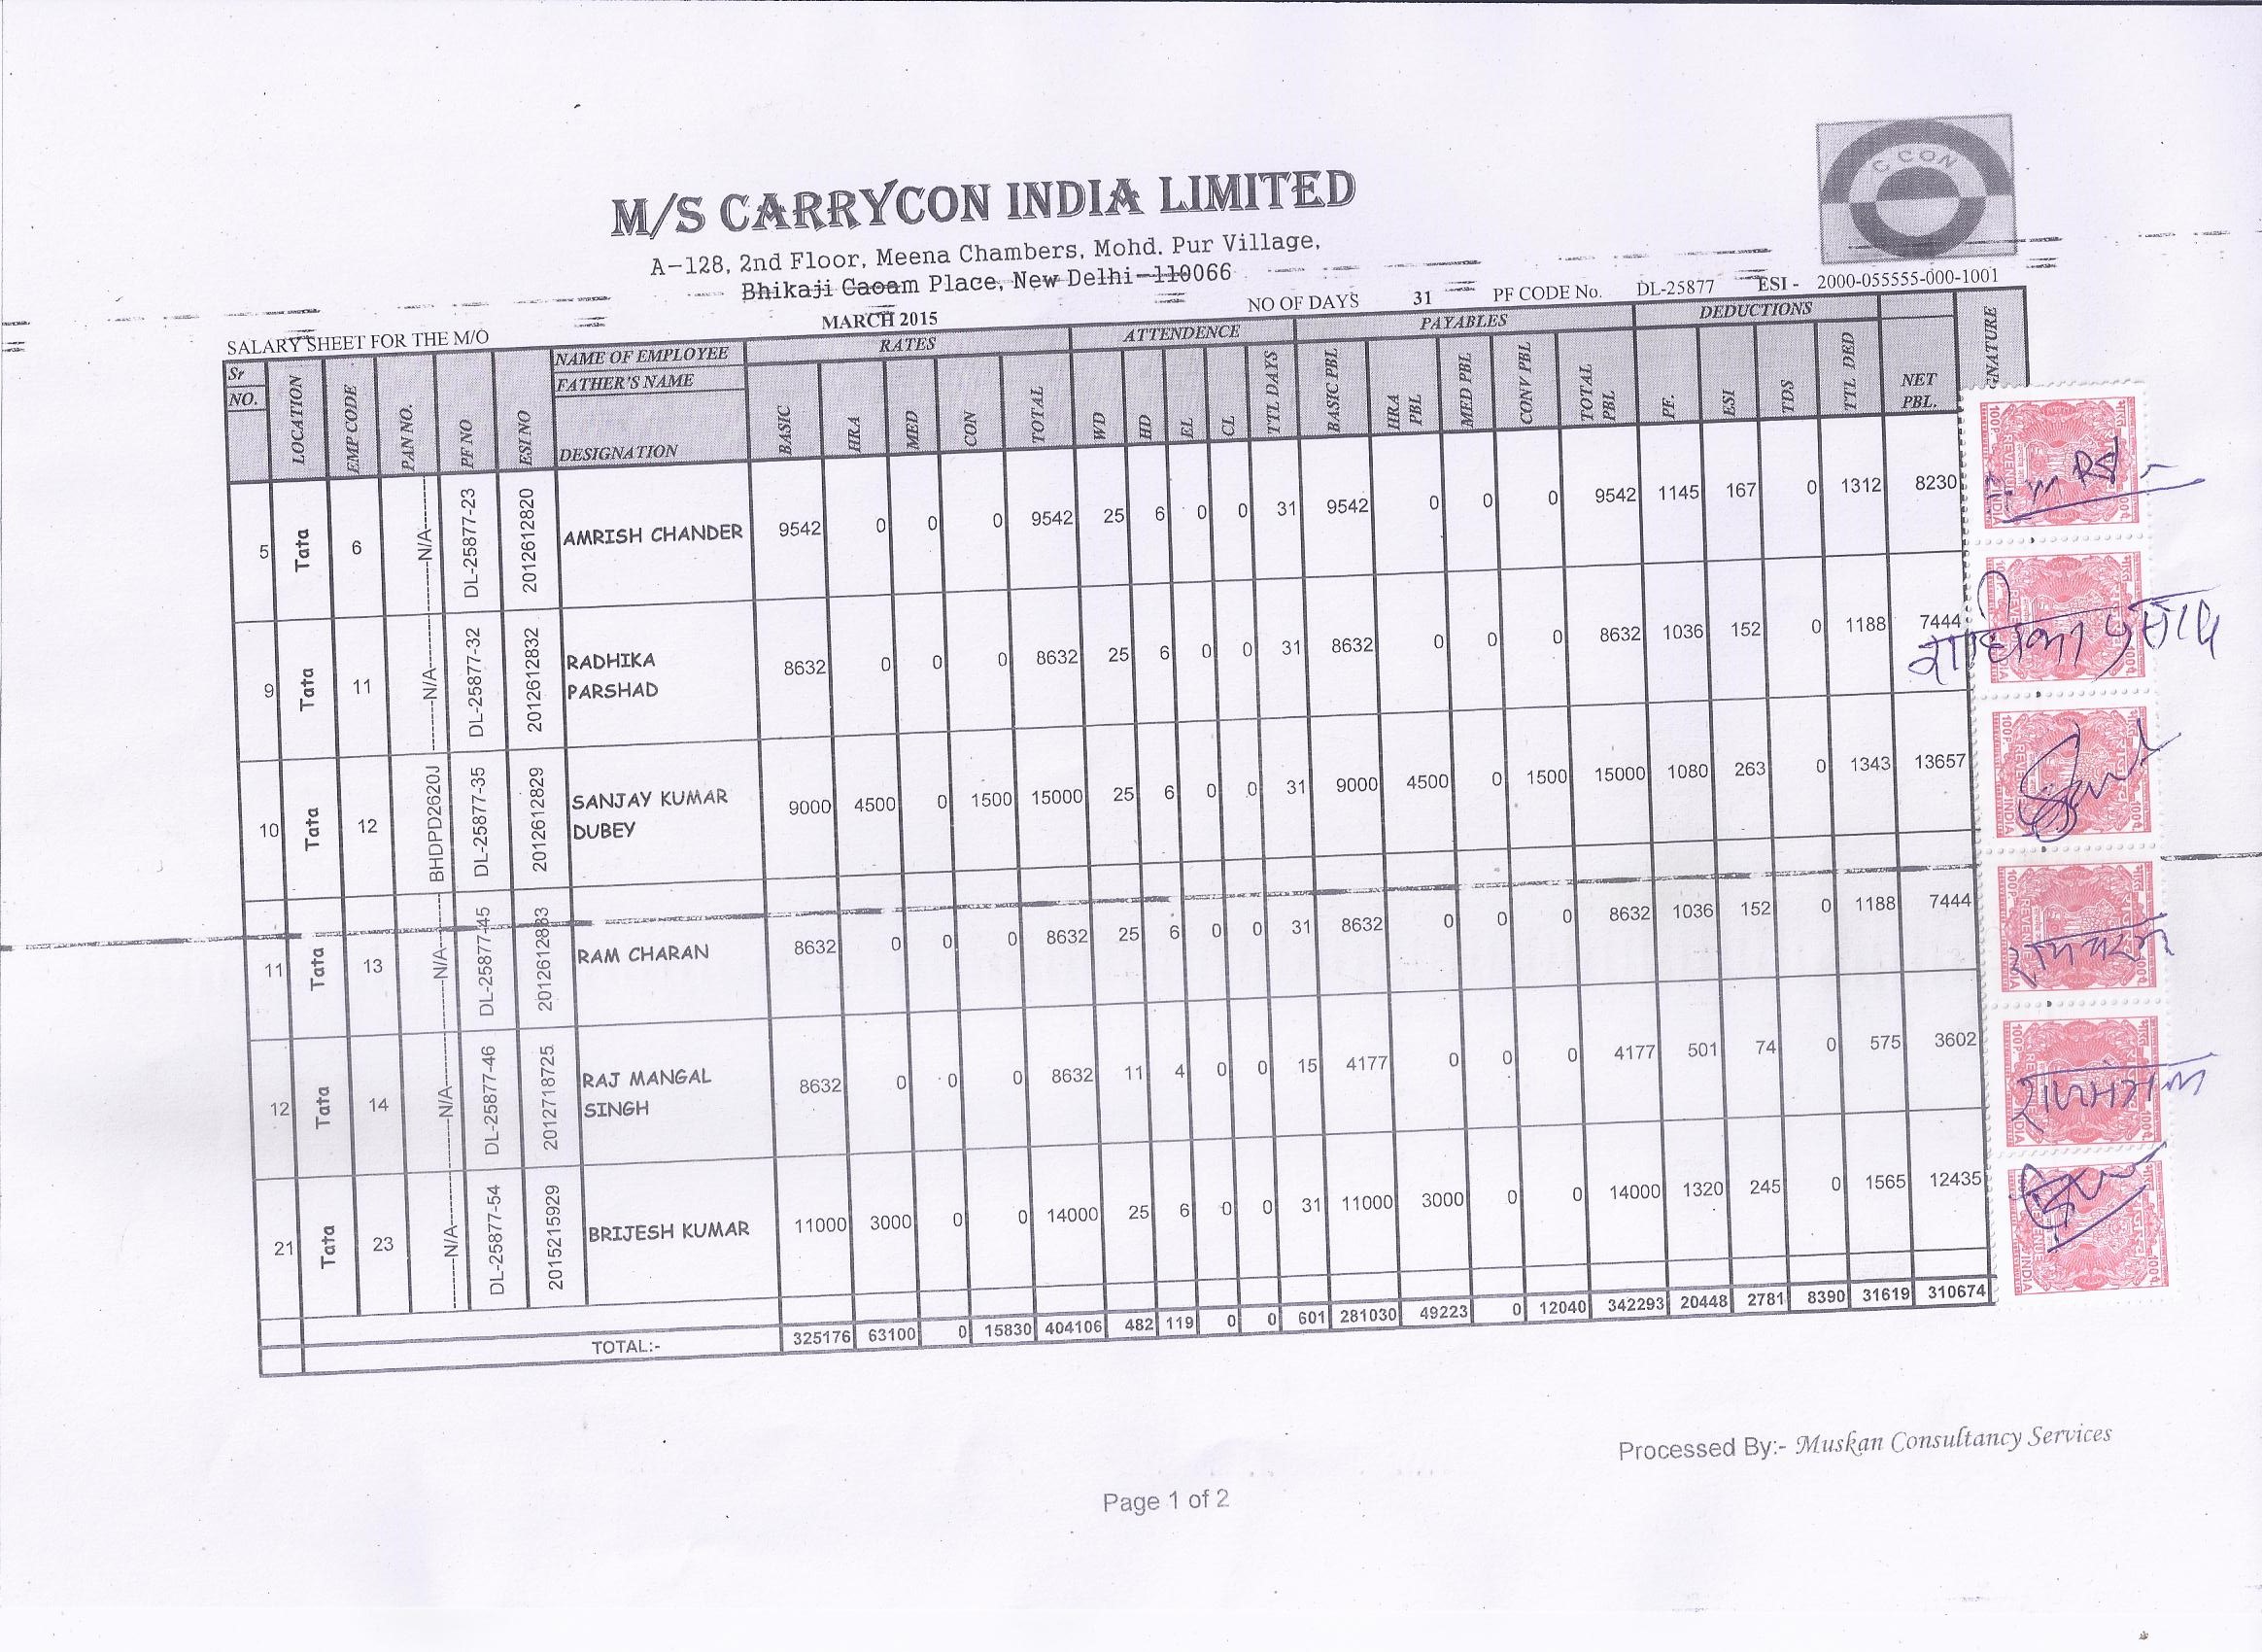 C CON
M/S CARRYCON INDIA LIMITED
A-128, 2nd Floor, Meena Chambers, Mohd. Pur Village,
Bhikaji Caoam Place, New Delhi-110066
SALARY SHEET FOR THE M/O MARCH 2015 NO OF DAYS 31 PF CODE No. DL-25877 ESI - 2000-055555-000-1001
RATES ATTENDENCE PAYABLES DEDUCTIONS
Sr NO. LOCATION EMP CODE PAN NO. PF NO ESI NO NAME OF EMPLOYEE FATHER'S NAME DESIGNATION BASIC HRA MED CON TOTAL WD HD EL CL TTL DAYS BASIC PBL HRA PBL MED PBL CONV PBL TOTAL PBL PF. ESI TDS TTL DED NET PBL. GNATURE
5 Tata 6 --------N/A-------- DL-25877-23 2012612820 AMRISH CHANDER 9542 0 0 0 9542 25 6 0 0 31 9542 0 0 0 9542 1145 167 0 1312 8230
9 Tata 11 --------N/A-------- DL-25877-32 2012612832 RADHIKA PARSHAD 8632 0 0 0 8632 25 6 0 0 31 8632 0 0 0 8632 1036 152 0 1188 7444
10 Tata 12 BHDPD2620J DL-25877-35 2012612829 SANJAY KUMAR DUBEY 9000 4500 0 1500 15000 25 6 0 0 31 9000 4500 0 1500 15000 1080 263 0 1343 13657
11 Tata 13 --------N/A-------- DL-25877-45 2012612833 RAM CHARAN 8632 0 0 0 8632 25 6 0 0 31 8632 0 0 0 8632 1036 152 0 1188 7444
12 Tata 14 --------N/A-------- DL-25877-46 2012718725 RAJ MANGAL SINGH 8632 0 0 0 8632 11 4 0 0 15 4177 0 0 0 4177 501 74 0 575 3602
21 Tata 23 --------N/A-------- DL-25877-54 2015215929 BRIJESH KUMAR 11000 3000 0 0 14000 25 6 0 0 31 11000 3000 0 0 14000 1320 245 0 1565 12435
TOTAL:- 325176 63100 0 15830 404106 482 119 0 0 601 281030 49223 0 12040 342293 20448 2781 8390 31619 310674
100P. REVENUE INDIA
राधिका प्रसाद
रामचरन
राजमंगल
Processed By:- Muskan Consultancy Services
Page 1 of 2